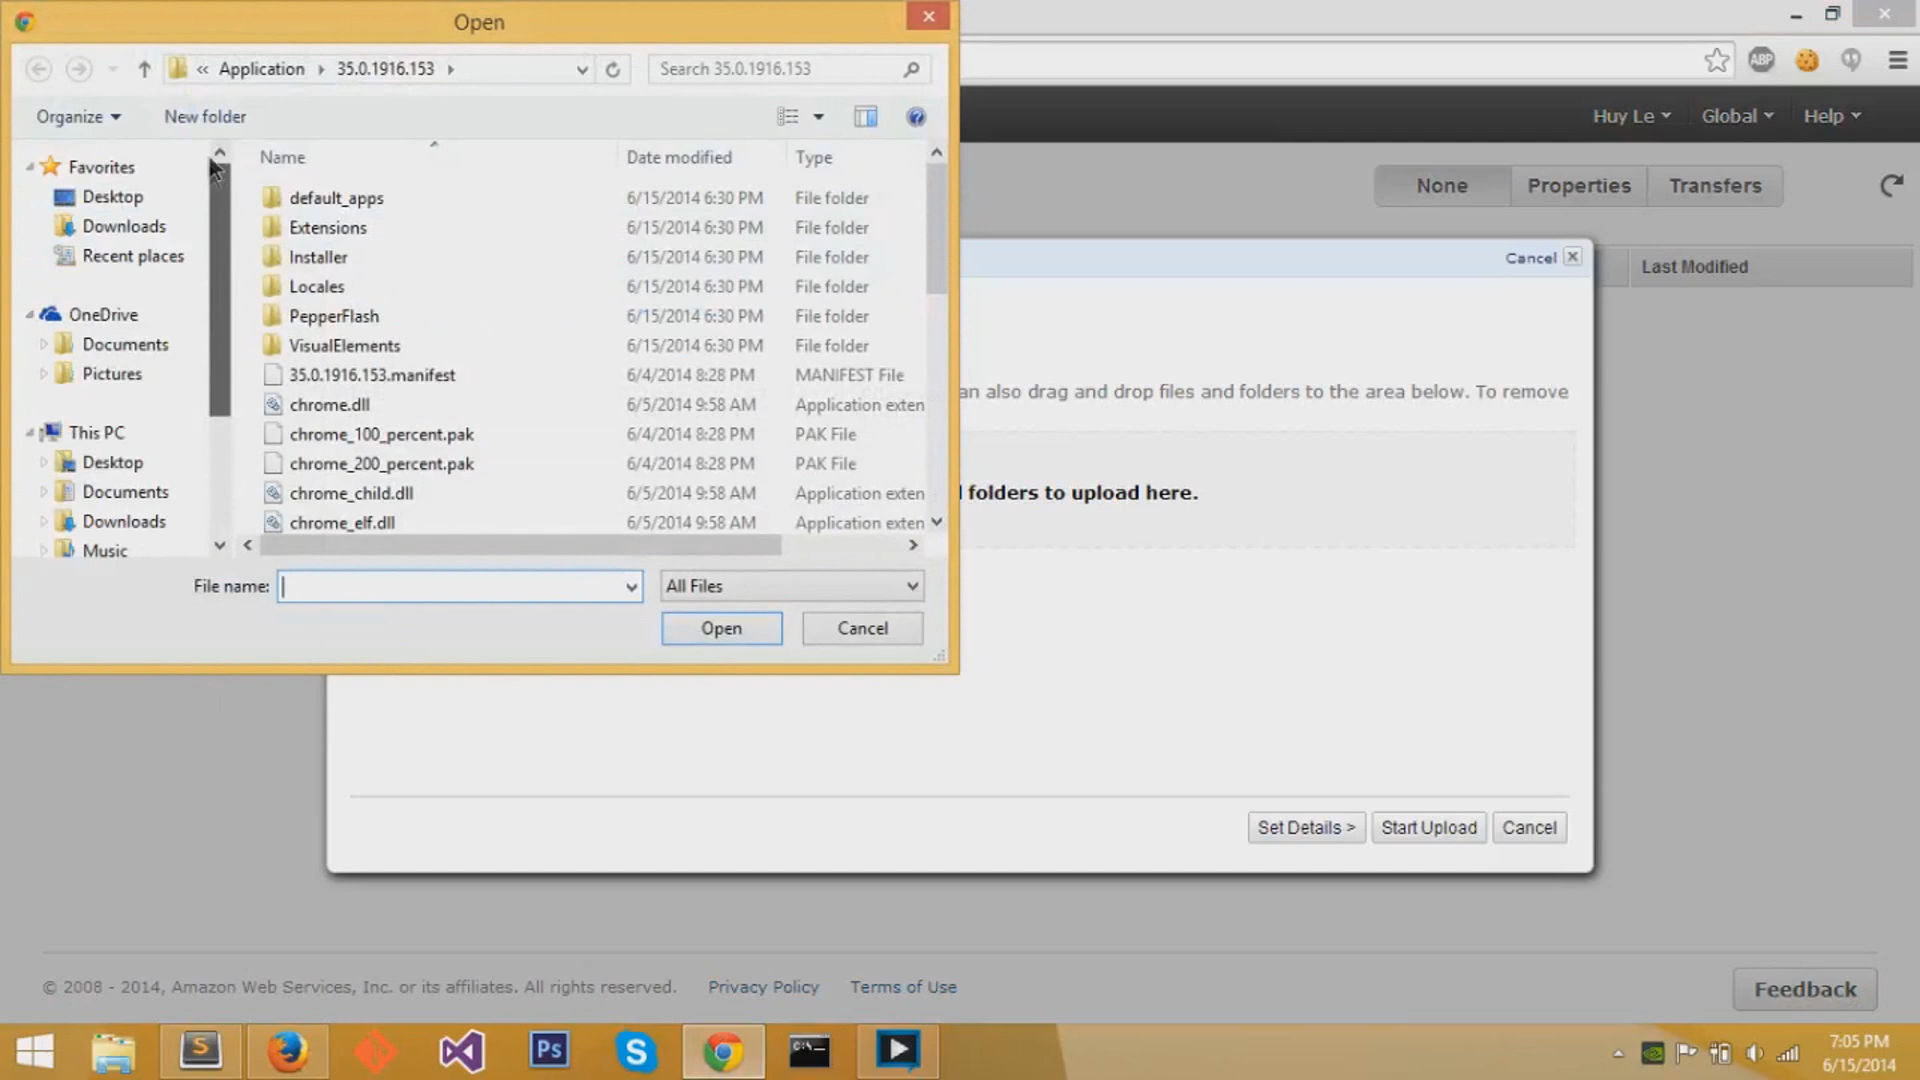 Open
« Application 35.0.1916.153
Search 35.0.1916.153
ABP
Organize
New folder
Huy Le
Global
Help
Favorites
Desktop
Downloads
Recent places
OneDrive
Documents
Pictures
This PC
Desktop
Documents
Downloads
Music
Name Date modified Type
default_apps 6/15/2014 6:30 PM File folder
Extensions 6/15/2014 6:30 PM File folder
Installer 6/15/2014 6:30 PM File folder
Locales 6/15/2014 6:30 PM File folder
PepperFlash 6/15/2014 6:30 PM File folder
VisualElements 6/15/2014 6:30 PM File folder
35.0.1916.153.manifest 6/4/2014 8:28 PM MANIFEST File
chrome.dll 6/5/2014 9:58 AM Application exten
chrome_100_percent.pak 6/4/2014 8:28 PM PAK File
chrome_200_percent.pak 6/4/2014 8:28 PM PAK File
chrome_child.dll 6/5/2014 9:58 AM Application exten
chrome_elf.dll 6/5/2014 9:58 AM Application exten
File name:
All Files
Open
Cancel
None
Properties
Transfers
Cancel
Last Modified
also drag and drop files and folders to the area below. To remove
folders to upload here.
Set Details >
Start Upload
Cancel
© 2008 - 2014, Amazon Web Services, Inc. or its affiliates. All rights reserved.
Privacy Policy
Terms of Use
Feedback
S
Ps
S
C:\
7:05 PM
6/15/2014